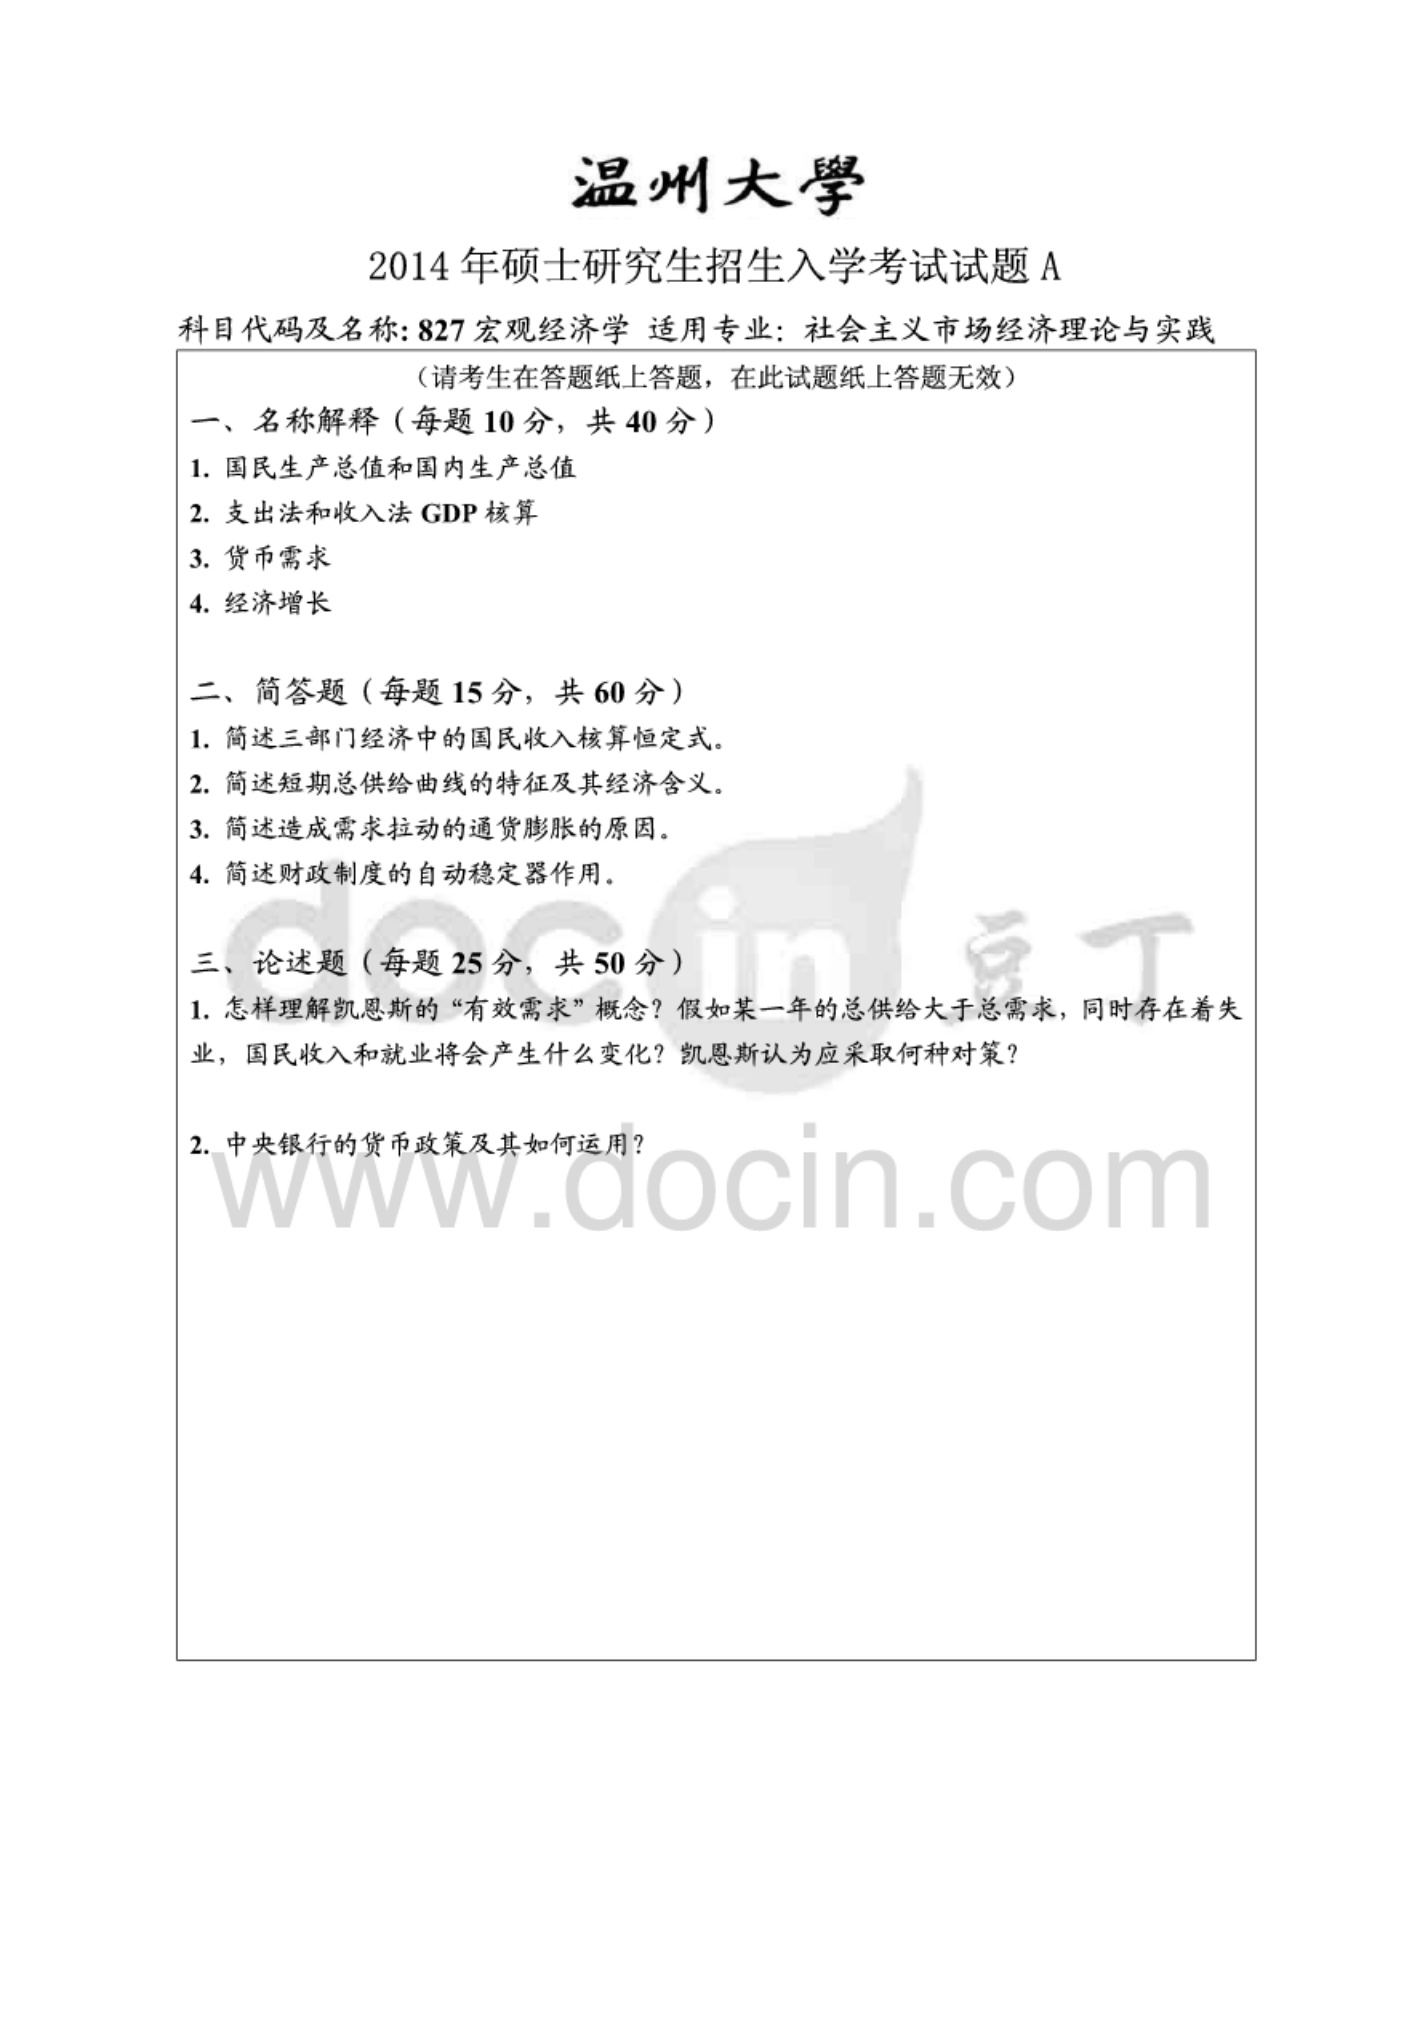 温州大學
2014 年硕士研究生招生入学考试试题 A
科目代码及名称: 827 宏观经济学 适用专业：社会主义市场经济理论与实践
（请考生在答题纸上答题，在此试题纸上答题无效）
一、名称解释（每题 10 分，共 40 分）
1. 国民生产总值和国内生产总值
2. 支出法和收入法 GDP 核算
3. 货币需求
4. 经济增长
二、简答题（每题 15 分，共 60 分）
1. 简述三部门经济中的国民收入核算恒定式。
2. 简述短期总供给曲线的特征及其经济含义。
3. 简述造成需求拉动的通货膨胀的原因。
4. 简述财政制度的自动稳定器作用。
三、论述题（每题 25 分，共 50 分）
1. 怎样理解凯恩斯的“有效需求”概念？假如某一年的总供给大于总需求，同时存在着失
业，国民收入和就业将会产生什么变化？凯恩斯认为应采取何种对策？
2. 中央银行的货币政策及其如何运用？
docin 豆丁
www.docin.com